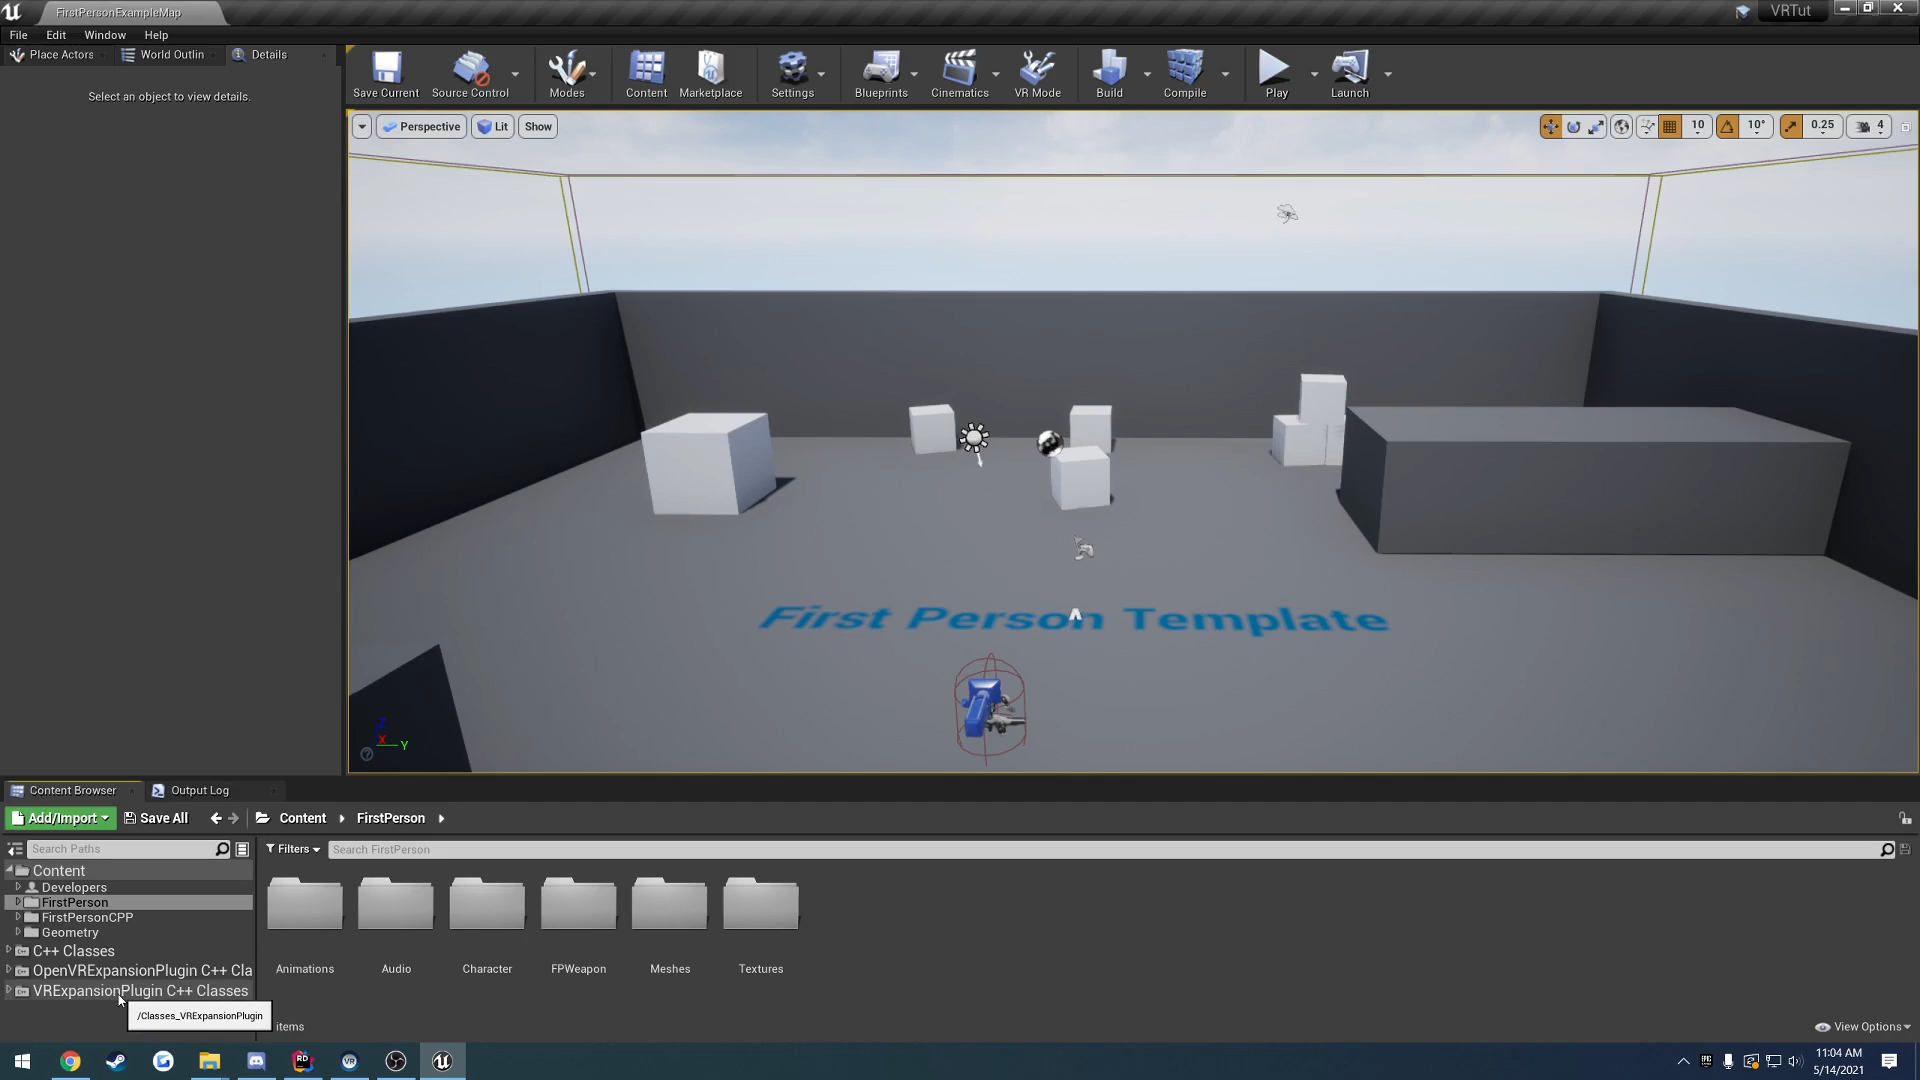 FirstPersonExampleMap
VRTut
File Edit Window Help
Place Actors World Outlin Details
Select an object to view details.
Save Current Source Control Modes Content Marketplace Settings Blueprints Cinematics VR Mode Build Compile Play Launch
Perspective Lit Show 10 10° 0.25 4
First Person Template
Z
X
Y
Content Browser Output Log
Add/Import Save All Content FirstPerson
Search Paths
Filters Search FirstPerson
Content
Developers
FirstPerson
FirstPersonCPP
Geometry
C++ Classes
OpenVRExpansionPlugin C++ Cla
VRExpansionPlugin C++ Classes
/Classes_VRExpansionPlugin
Animations Audio Character FPWeapon Meshes Textures
items
View Options
11:04 AM
5/14/2021